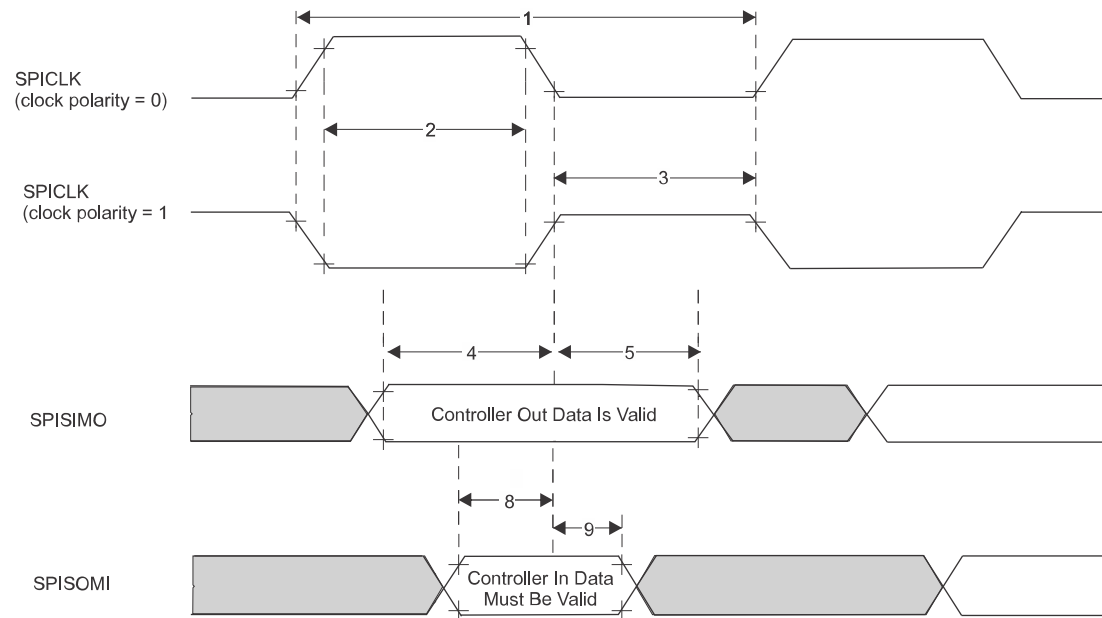 1
SPICLK
(clock polarity = 0)
2
3
SPICLK
(clock polarity = 1
4
5
SPISIMO
Controller Out Data Is Valid
8
9
SPISOMI
Controller In Data
Must Be Valid